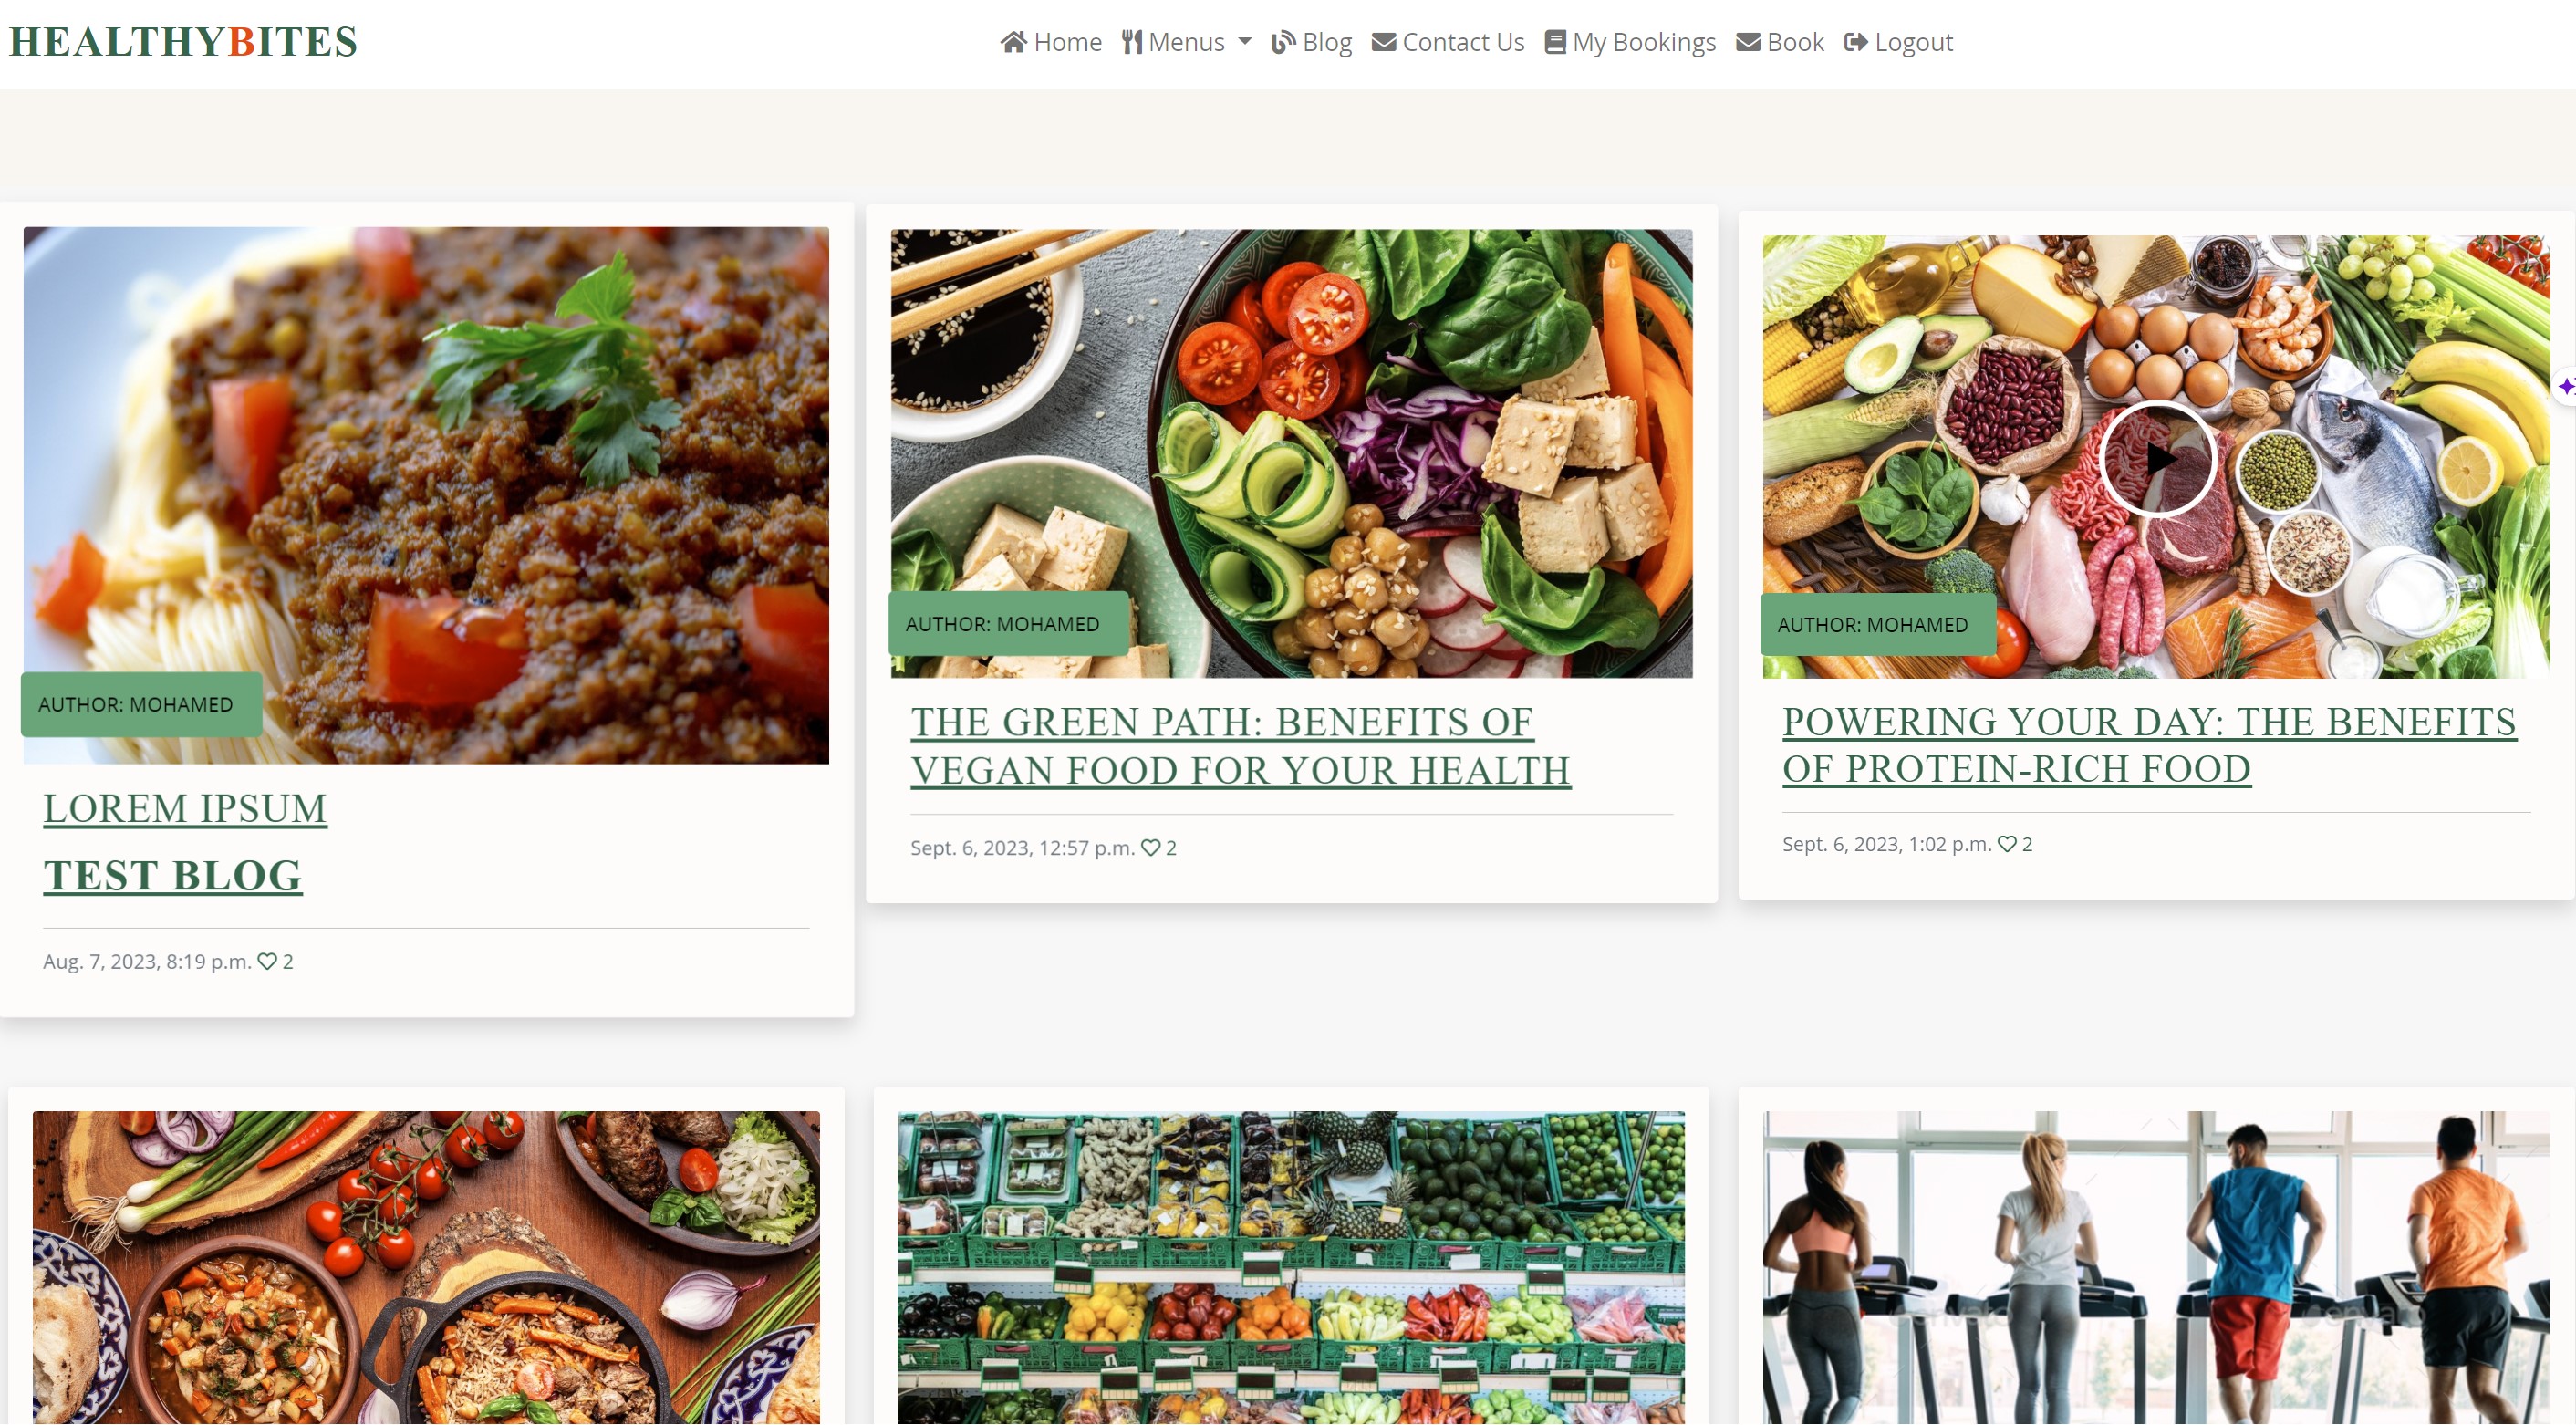 HEALTHYBITES
Home Menus Blog Contact Us My Bookings Book Logout
AUTHOR: MOHAMED
LOREM IPSUM
TEST BLOG
Aug. 7, 2023, 8:19 p.m. 2
AUTHOR: MOHAMED
THE GREEN PATH: BENEFITS OF
VEGAN FOOD FOR YOUR HEALTH
Sept. 6, 2023, 12:57 p.m. 2
AUTHOR: MOHAMED
POWERING YOUR DAY: THE BENEFITS
OF PROTEIN-RICH FOOD
Sept. 6, 2023, 1:02 p.m. 2